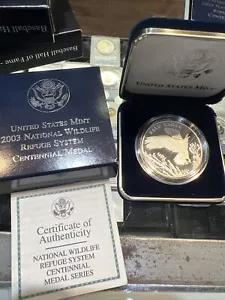 Baseball Hall of Fame
UNITED STATES MINT
2003 NATIONAL WILDLIFE
REFUGE SYSTEM
CENTENNIAL MEDAL
UNITED STATES MINT
Certificate of
Authenticity
NATIONAL WILDLIFE
REFUGE SYSTEM
CENTENNIAL
MEDAL SERIES